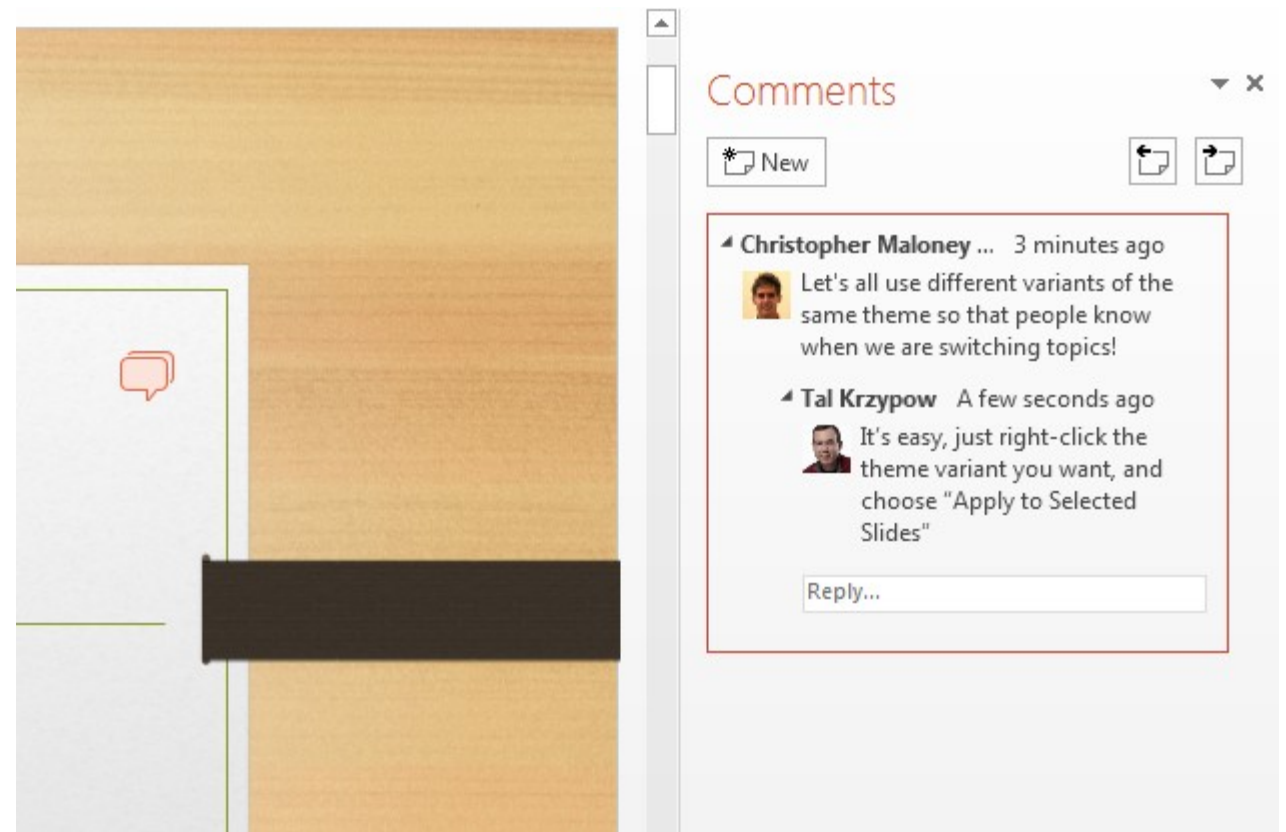 Comments
New
Christopher Maloney ... 3 minutes ago
Let's all use different variants of the
same theme so that people know
when we are switching topics!
Tal Krzypow A few seconds ago
It's easy, just right-click the
theme variant you want, and
choose “Apply to Selected
Slides”
Reply...